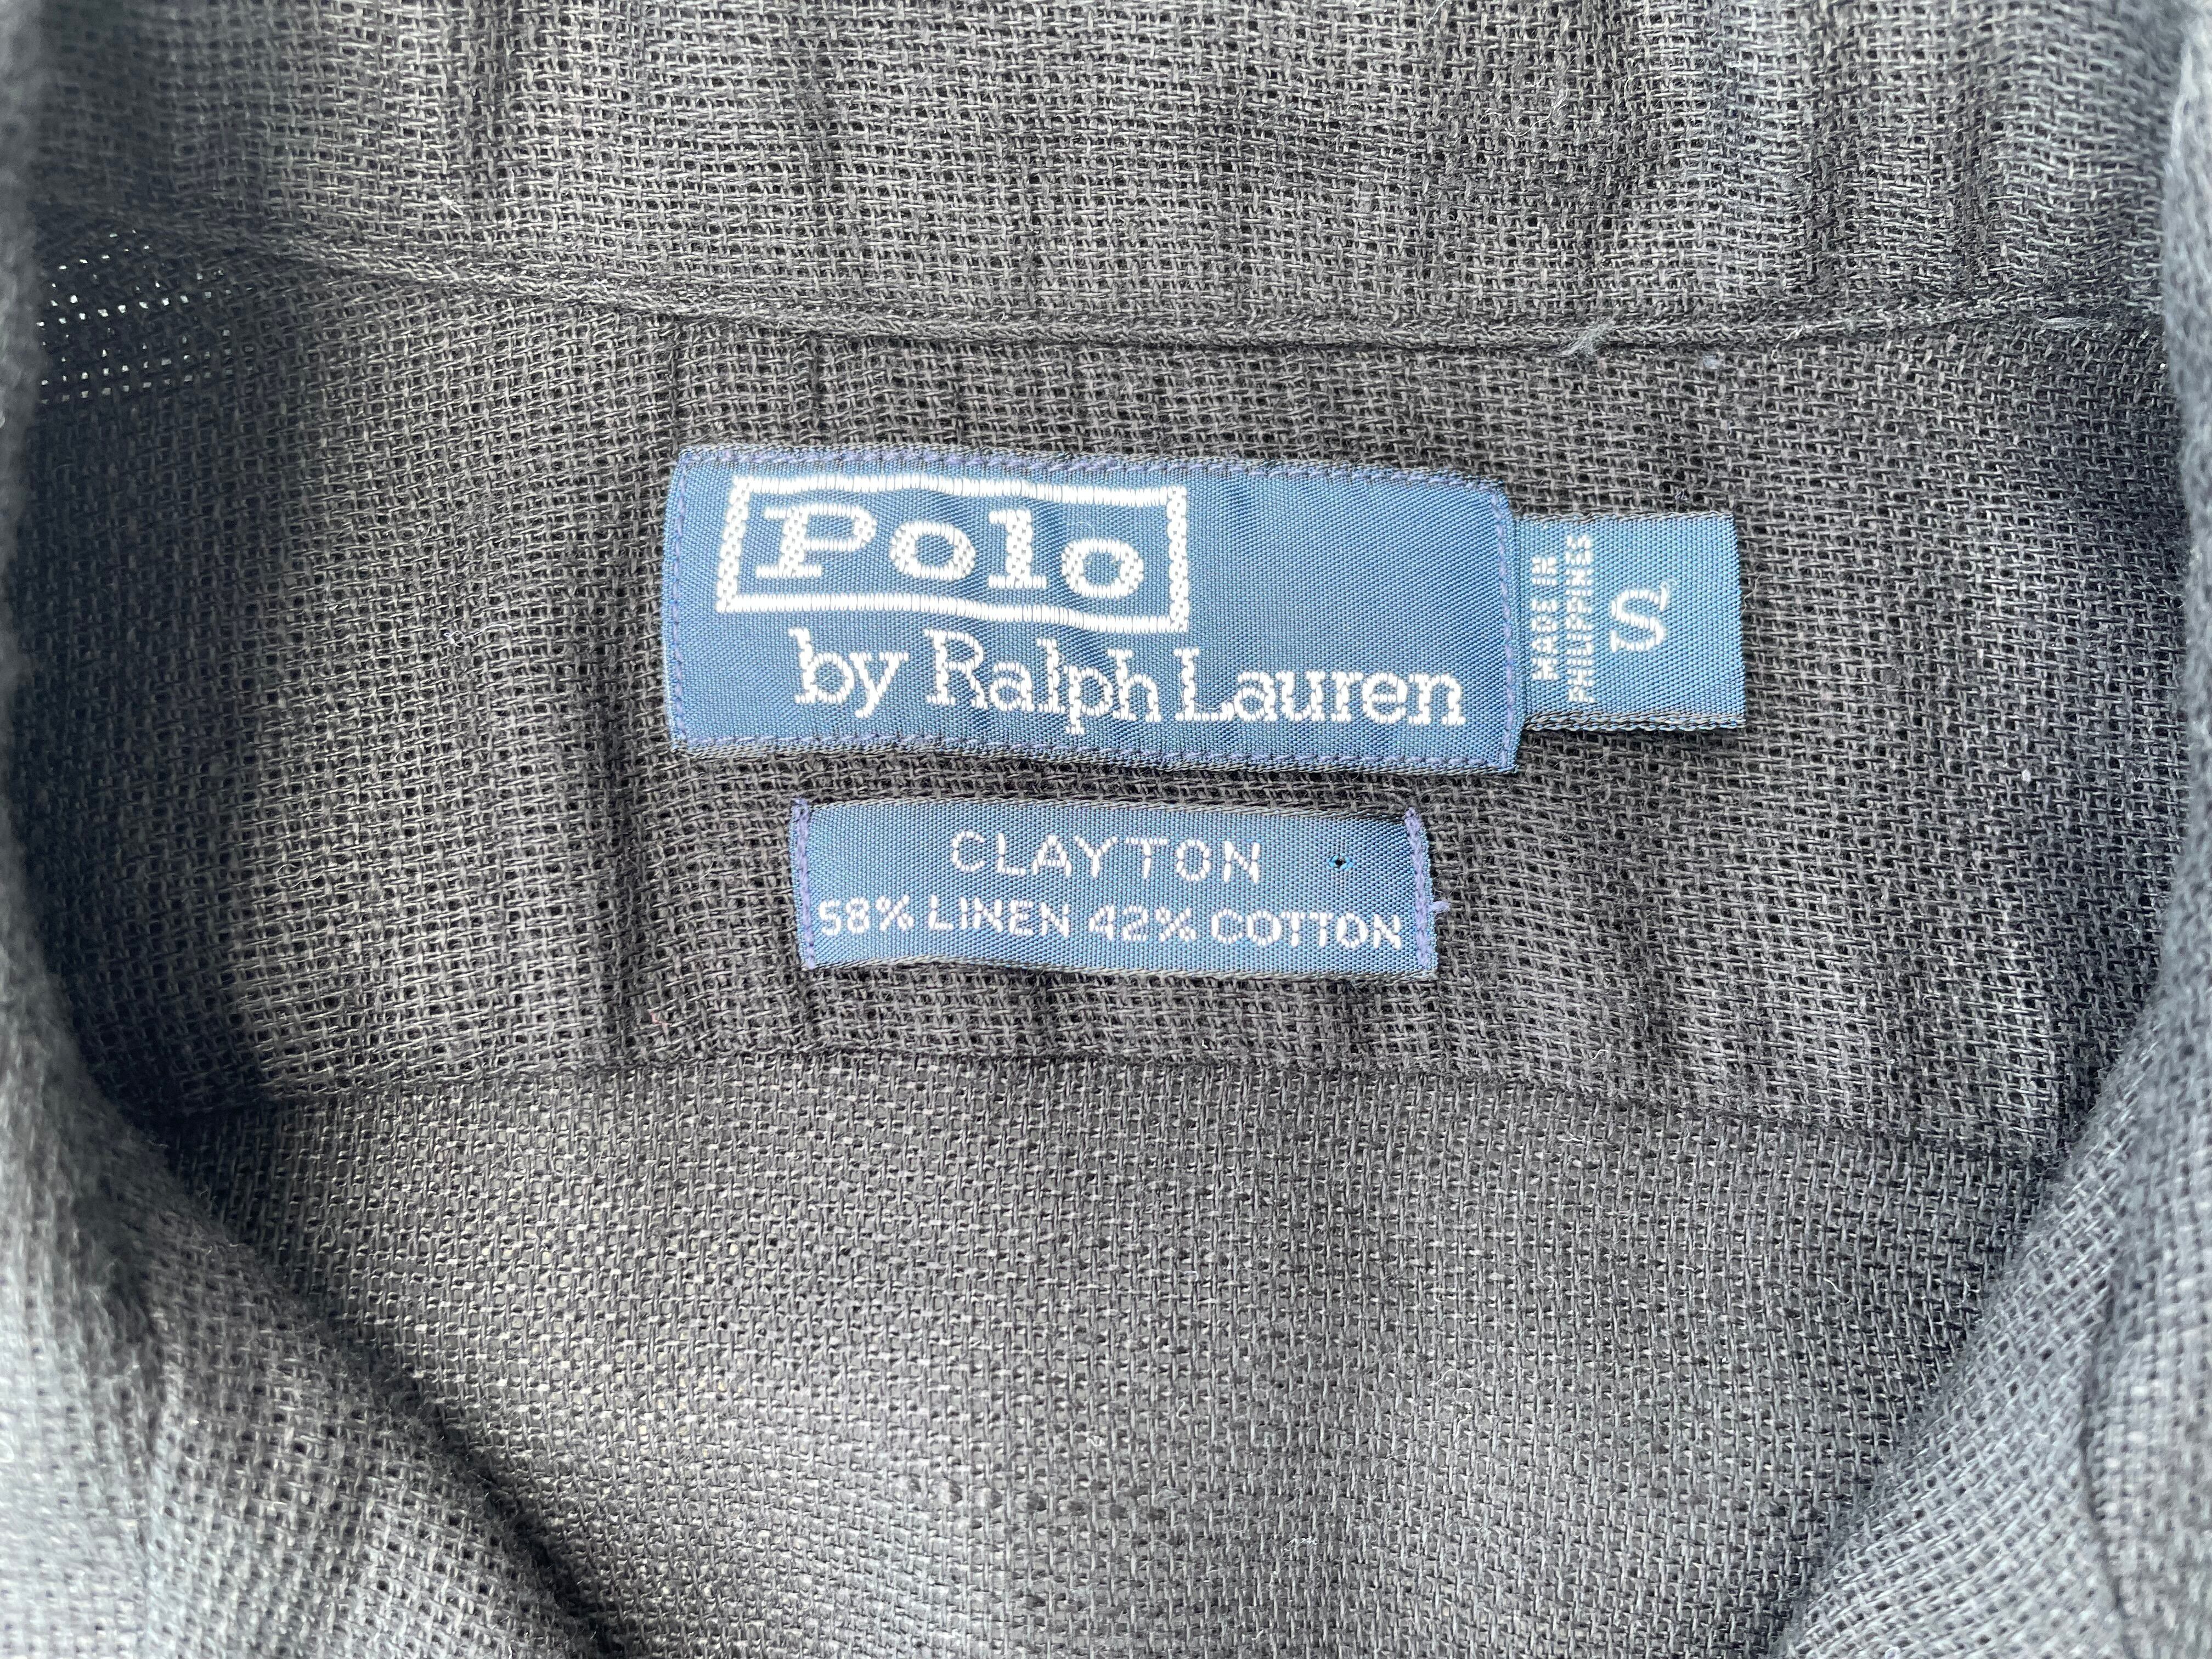 Polo
by Ralph Lauren
MADE IN
PHILIPPINES
S
CLAYTON
58% LINEN 42% COTTON